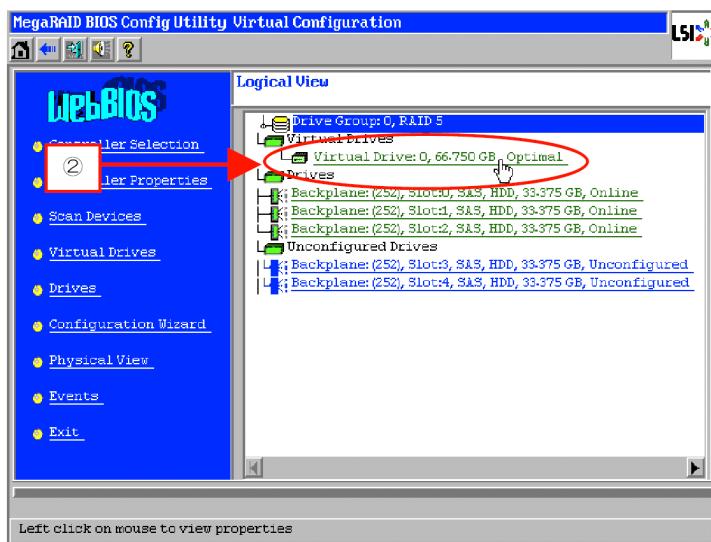 MegaRAID BIOS Config Utility Virtual Configuration
LSI
WebBIOS
Logical View
Controller Selection
②
Controller Properties
Scan Devices
Virtual Drives
Drives
Configuration Wizard
Physical View
Events
Exit
Drive Group: 0, RAID 5
Virtual Drives
Virtual Drive: 0, 66.750 GB, Optimal
Drives
Backplane: (252), Slot:0, SAS, HDD, 33.375 GB, Online
Backplane: (252), Slot:1, SAS, HDD, 33.375 GB, Online
Backplane: (252), Slot:2, SAS, HDD, 33.375 GB, Online
Unconfigured Drives
Backplane: (252), Slot:3, SAS, HDD, 33.375 GB, Unconfigured
Backplane: (252), Slot:4, SAS, HDD, 33.375 GB, Unconfigured
Left click on mouse to view properties